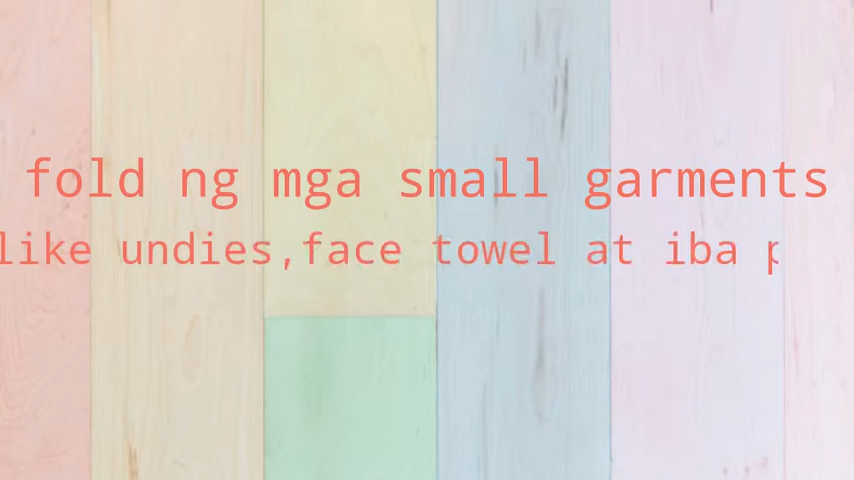 fold ng mga small garments
like undies,face towel at iba